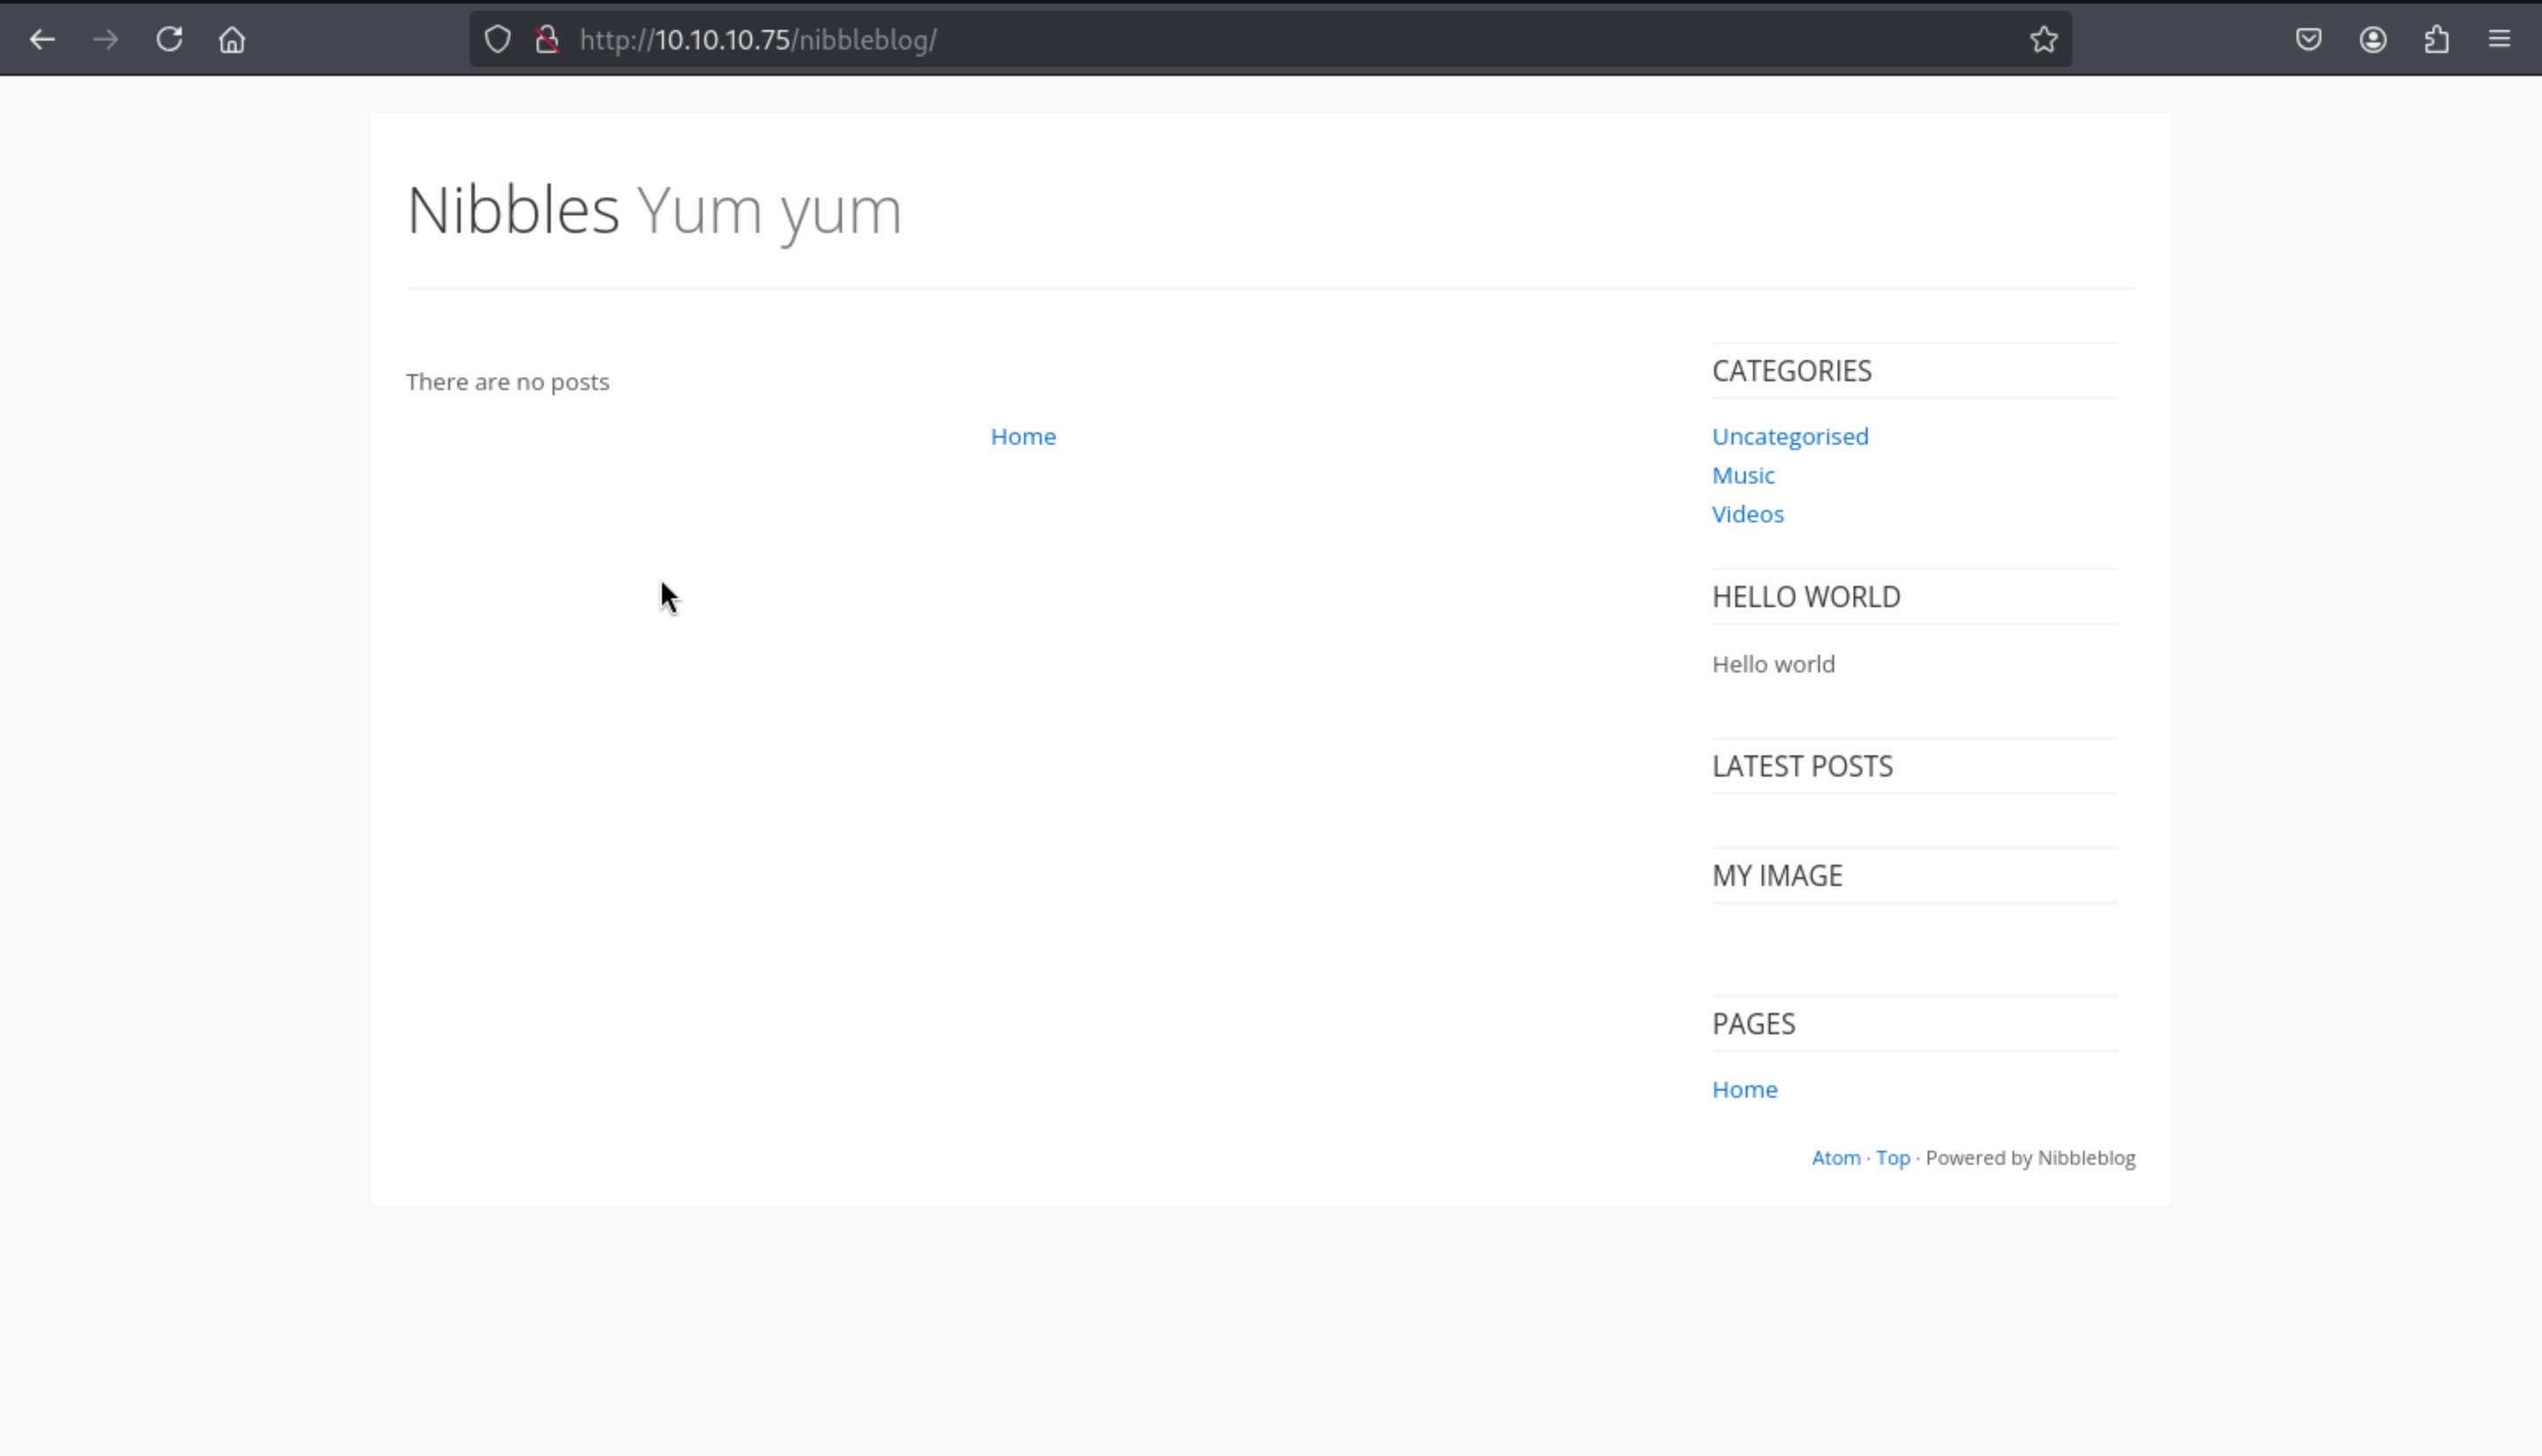 http://10.10.10.75/nibbleblog/
Nibbles Yum yum
There are no posts
Home
CATEGORIES
Uncategorised
Music
Videos
HELLO WORLD
Hello world
LATEST POSTS
MY IMAGE
PAGES
Home
Atom · Top · Powered by Nibbleblog